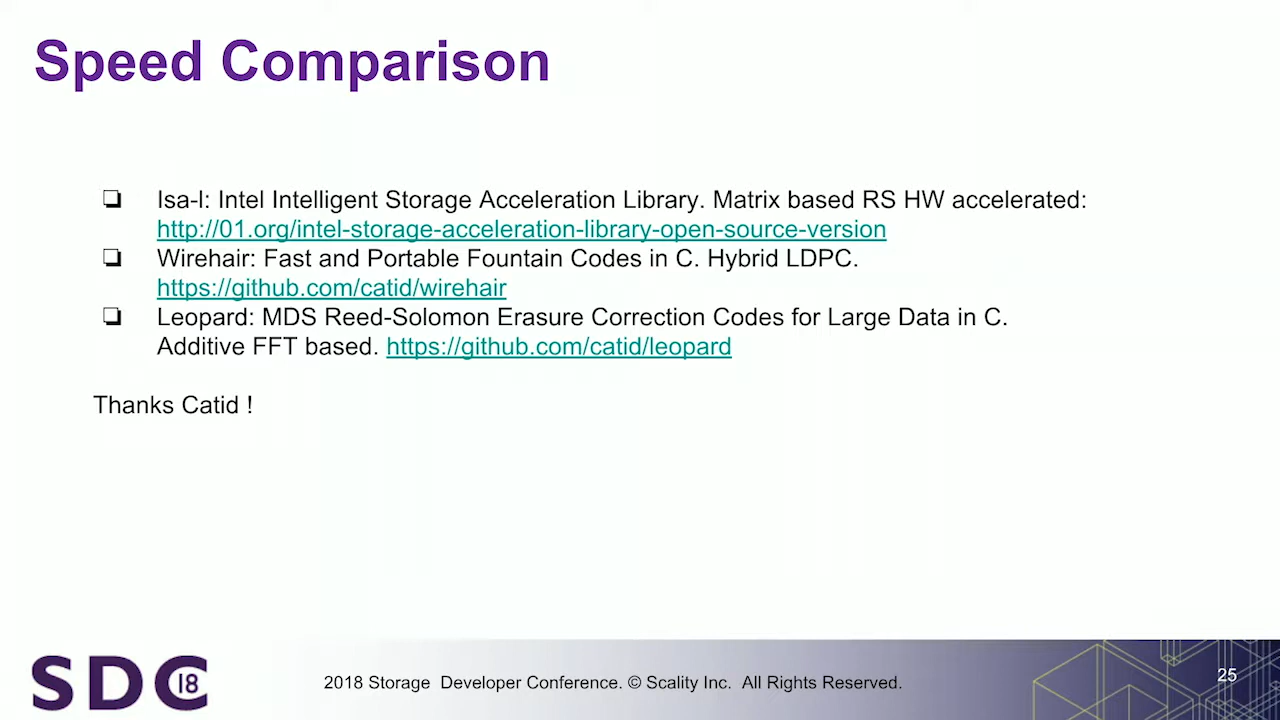 Speed Comparison
❏ Isa-l: Intel Intelligent Storage Acceleration Library. Matrix based RS HW accelerated:
http://01.org/intel-storage-acceleration-library-open-source-version
❏ Wirehair: Fast and Portable Fountain Codes in C. Hybrid LDPC.
https://github.com/catid/wirehair
❏ Leopard: MDS Reed-Solomon Erasure Correction Codes for Large Data in C.
Additive FFT based. https://github.com/catid/leopard
Thanks Catid !
SDC 18
2018 Storage Developer Conference. © Scality Inc. All Rights Reserved.
25